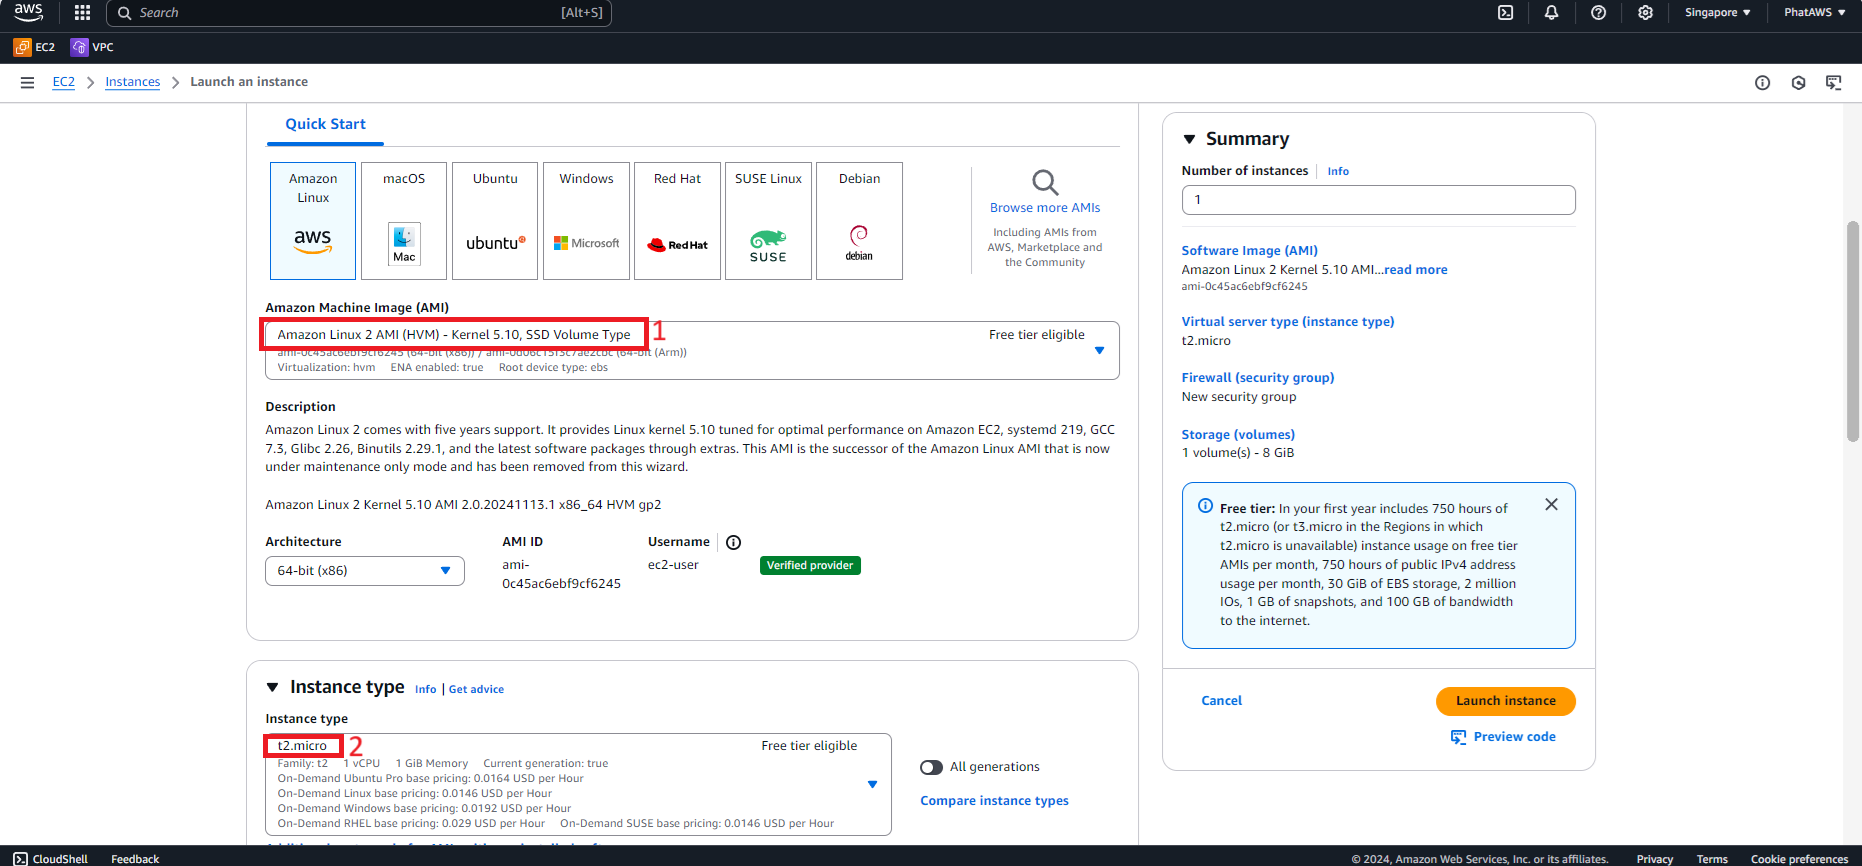 aws
Search
[Alt+S]
Singapore
PhatAWS
EC2
VPC
EC2
Instances
Launch an instance
Quick Start
Amazon
Linux
aws
macOS
Mac
Ubuntu
ubuntu
Windows
Microsoft
Red Hat
Red Hat
SUSE Linux
SUSE
Debian
debian
Browse more AMIs
Including AMIs from
AWS, Marketplace and
the Community
Amazon Machine Image (AMI)
Amazon Linux 2 AMI (HVM) - Kernel 5.10, SSD Volume Type
1
Free tier eligible
ami-0c45ac6ebf9cf6245 (64-bit (x86)) / ami-0d06c15f3c7ae2cbc (64-bit (Arm))
Virtualization: hvm ENA enabled: true Root device type: ebs
Description
Amazon Linux 2 comes with five years support. It provides Linux kernel 5.10 tuned for optimal performance on Amazon EC2, systemd 219, GCC
7.3, Glibc 2.26, Binutils 2.29.1, and the latest software packages through extras. This AMI is the successor of the Amazon Linux AMI that is now
under maintenance only mode and has been removed from this wizard.
Amazon Linux 2 Kernel 5.10 AMI 2.0.20241113.1 x86_64 HVM gp2
Architecture
64-bit (x86)
AMI ID
ami-
0c45ac6ebf9cf6245
Username
ec2-user
Verified provider
Instance type Info | Get advice
Instance type
t2.micro
2
Free tier eligible
Family: t2 1 vCPU 1 GiB Memory Current generation: true
On-Demand Ubuntu Pro base pricing: 0.0164 USD per Hour
On-Demand Linux base pricing: 0.0146 USD per Hour
On-Demand Windows base pricing: 0.0192 USD per Hour
On-Demand RHEL base pricing: 0.029 USD per Hour On-Demand SUSE base pricing: 0.0146 USD per Hour
All generations
Compare instance types
Summary
Number of instances Info
1
Software Image (AMI)
Amazon Linux 2 Kernel 5.10 AMI...read more
ami-0c45ac6ebf9cf6245
Virtual server type (instance type)
t2.micro
Firewall (security group)
New security group
Storage (volumes)
1 volume(s) - 8 GiB
Free tier: In your first year includes 750 hours of
t2.micro (or t3.micro in the Regions in which
t2.micro is unavailable) instance usage on free tier
AMIs per month, 750 hours of public IPv4 address
usage per month, 30 GiB of EBS storage, 2 million
IOs, 1 GB of snapshots, and 100 GB of bandwidth
to the internet.
Cancel
Launch instance
Preview code
CloudShell
Feedback
© 2024, Amazon Web Services, Inc. or its affiliates.
Privacy
Terms
Cookie preferences